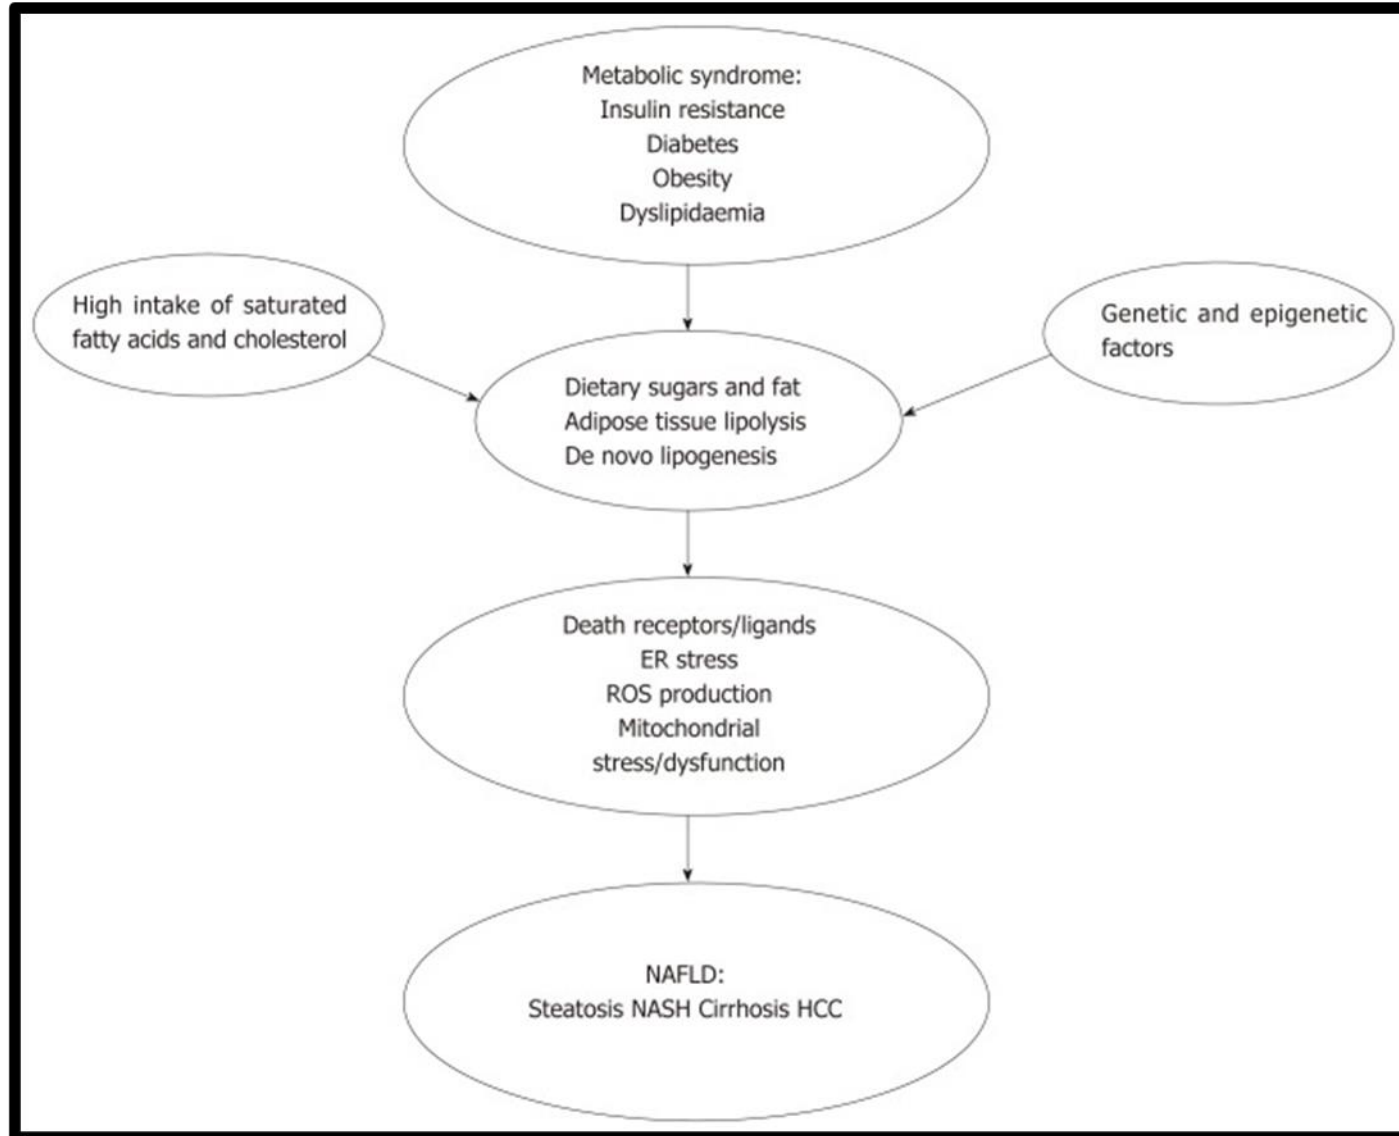 Metabolic syndrome:
Insulin resistance
Diabetes
Obesity
Dyslipidaemia
High intake of saturated
fatty acids and cholesterol
Genetic and epigenetic
factors
Dietary sugars and fat
Adipose tissue lipolysis
De novo lipogenesis
Death receptors/ligands
ER stress
ROS production
Mitochondrial
stress/dysfunction
NAFLD:
Steatosis NASH Cirrhosis HCC